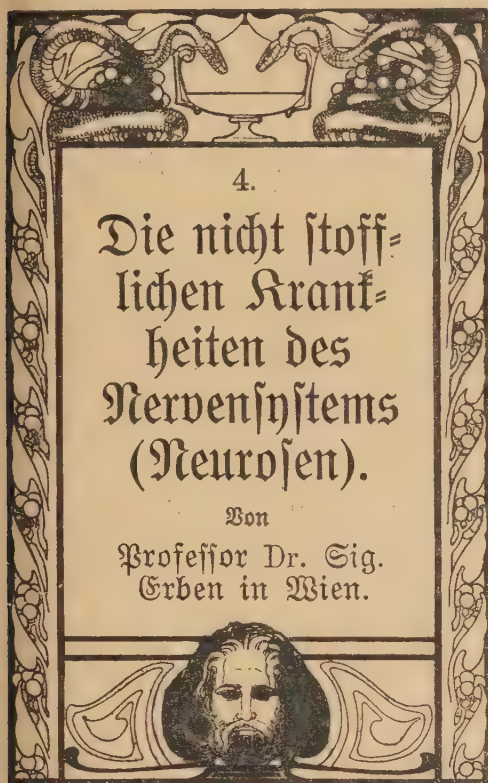 4.
Die nicht stoff-
lichen Krank-
heiten des
Nervensystems
(Neurosen).
Von
Professor Dr. Sig.
Erben in Wien.